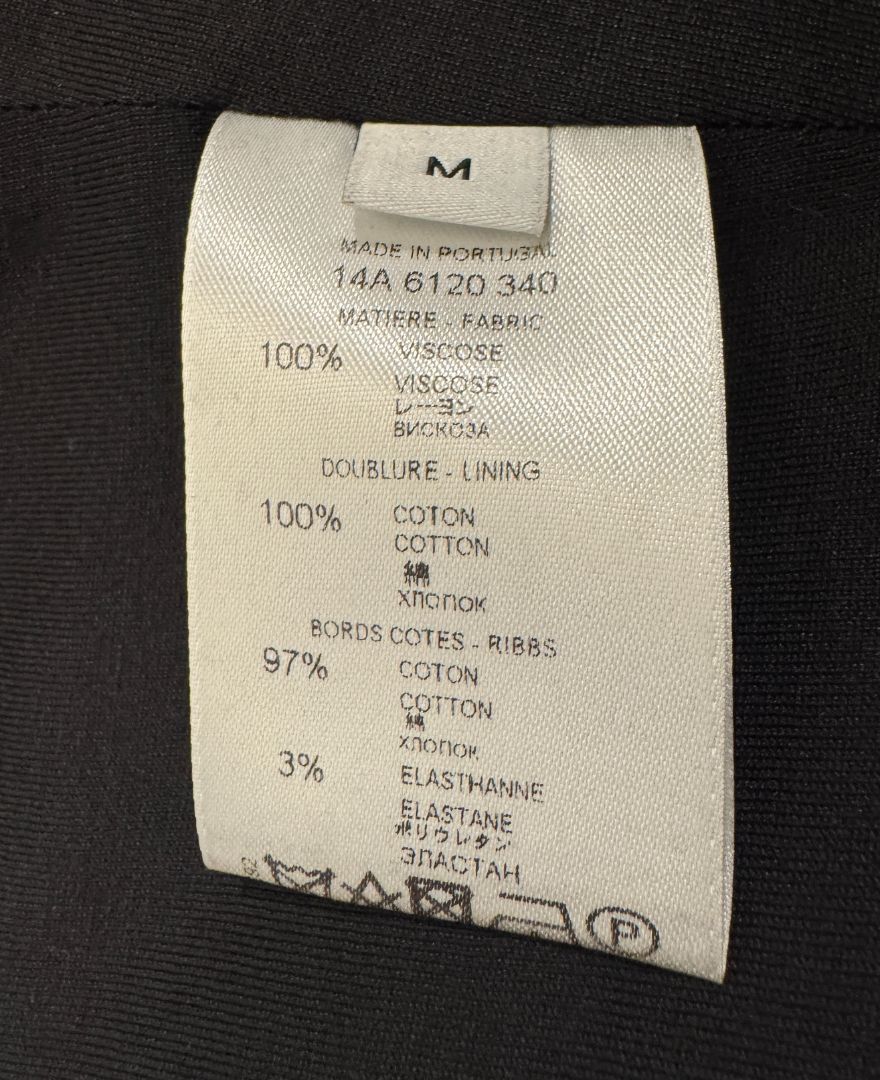 M
MADE IN PORTUGAL
14A 6120 340
MATIERE - FABRIC
100% VISCOSE
VISCOSE
レーヨン
ВИСКОЗА
DOUBLURE - LINING
100% COTON
COTTON
綿
ХЛОПОК
BORDS COTES - RIBBS
97% COTON
COTTON
綿
ХЛОПОК
3% ELASTHANNE
ELASTANE
ポリウレタン
ЭЛАСТАН
P